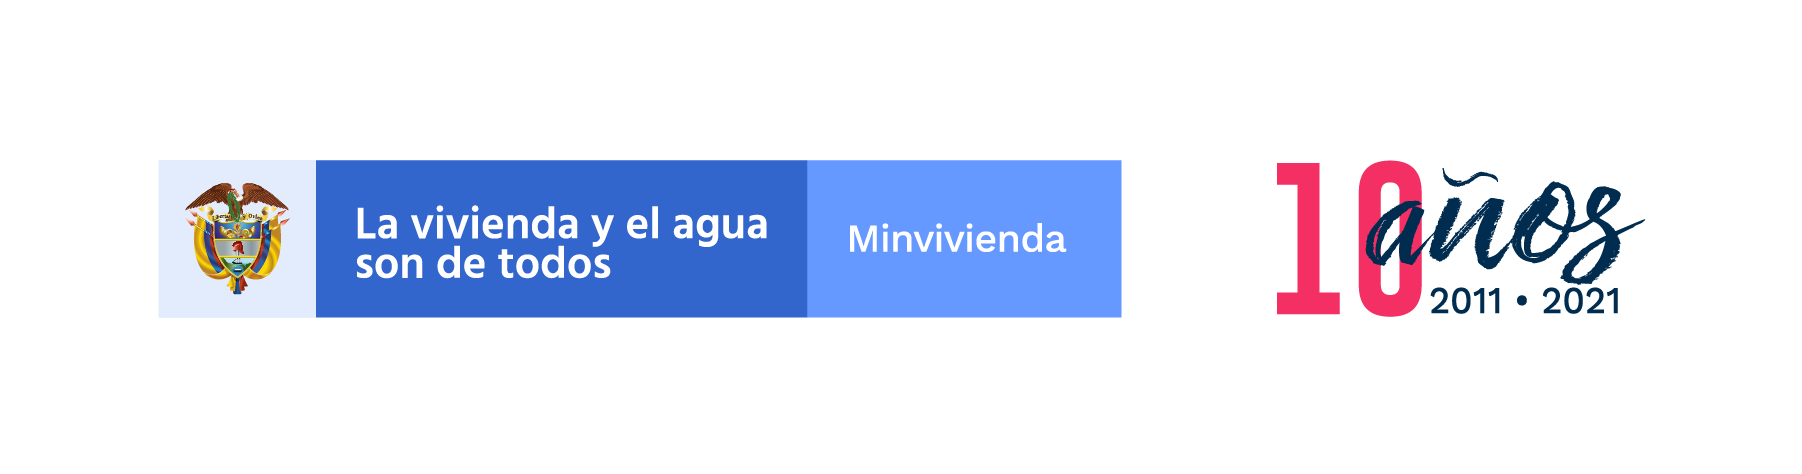 La vivienda y el agua
son de todos
Minvivienda
10 años
2011 • 2021